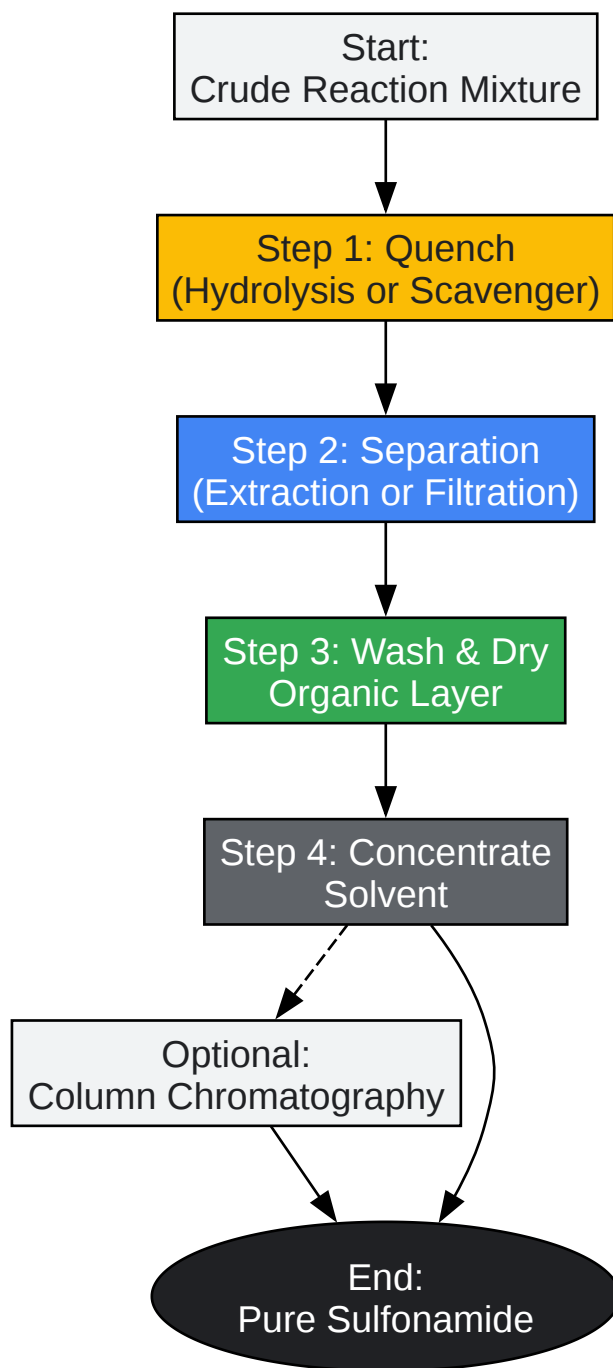 Start:
Crude Reaction Mixture
Step 1: Quench
(Hydrolysis or Scavenger)
Step 2: Separation
(Extraction or Filtration)
Step 3: Wash & Dry
Organic Layer
Step 4: Concentrate
Solvent
Optional:
Column Chromatography
End:
Pure Sulfonamide